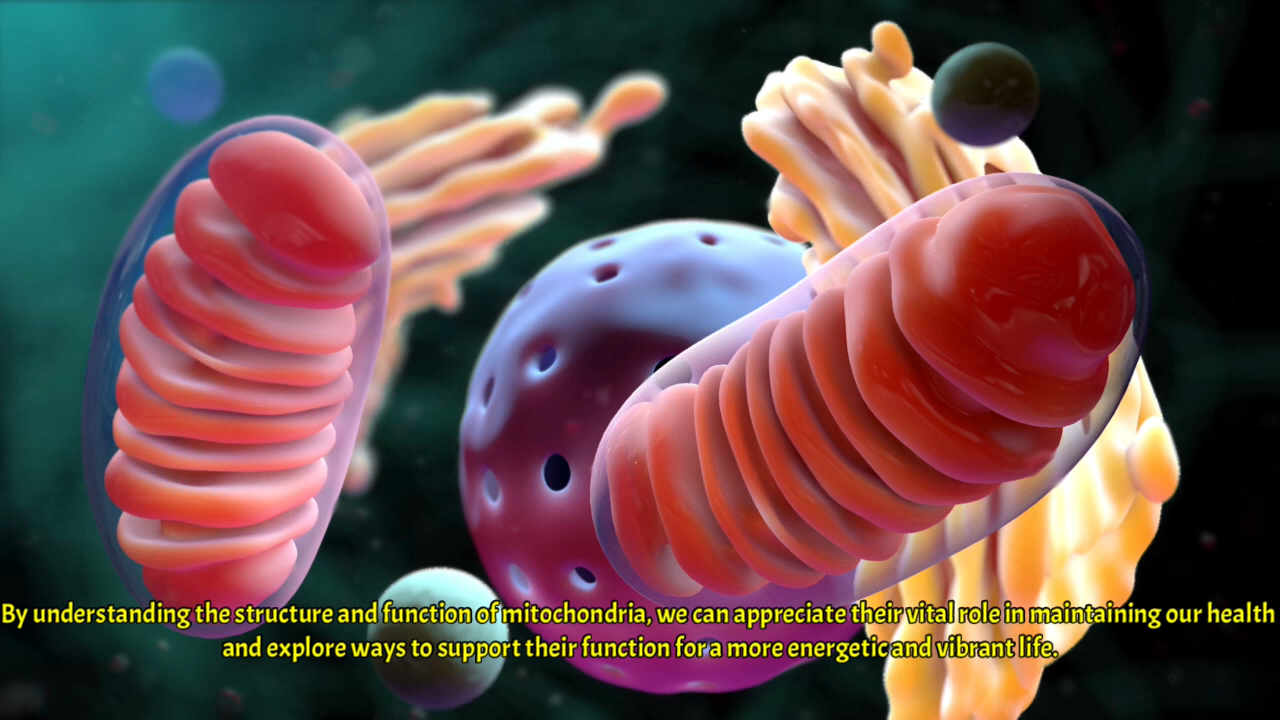 By understanding the structure and function of mitochondria, we can appreciate their vital role in maintaining our health
and explore ways to support their function for a more energetic and vibrant life.